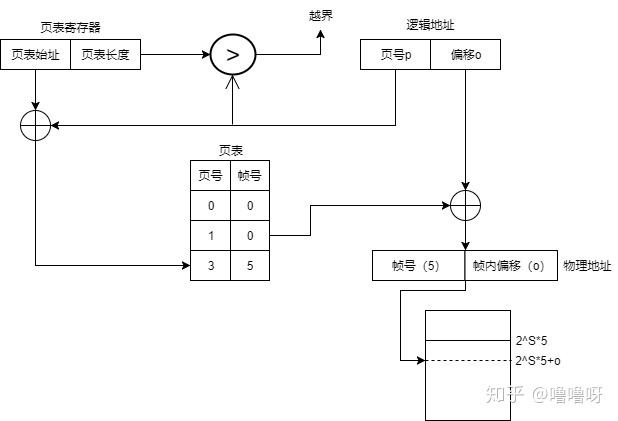 越界
页表寄存器
逻辑地址
页表始址 页表长度
>
页号p 偏移o
页表
页号 帧号
0 0
1 0
3 5
帧号（5） 帧内偏移（o） 物理地址
2^S*5
2^S*5+o
知乎 @噜噜呀